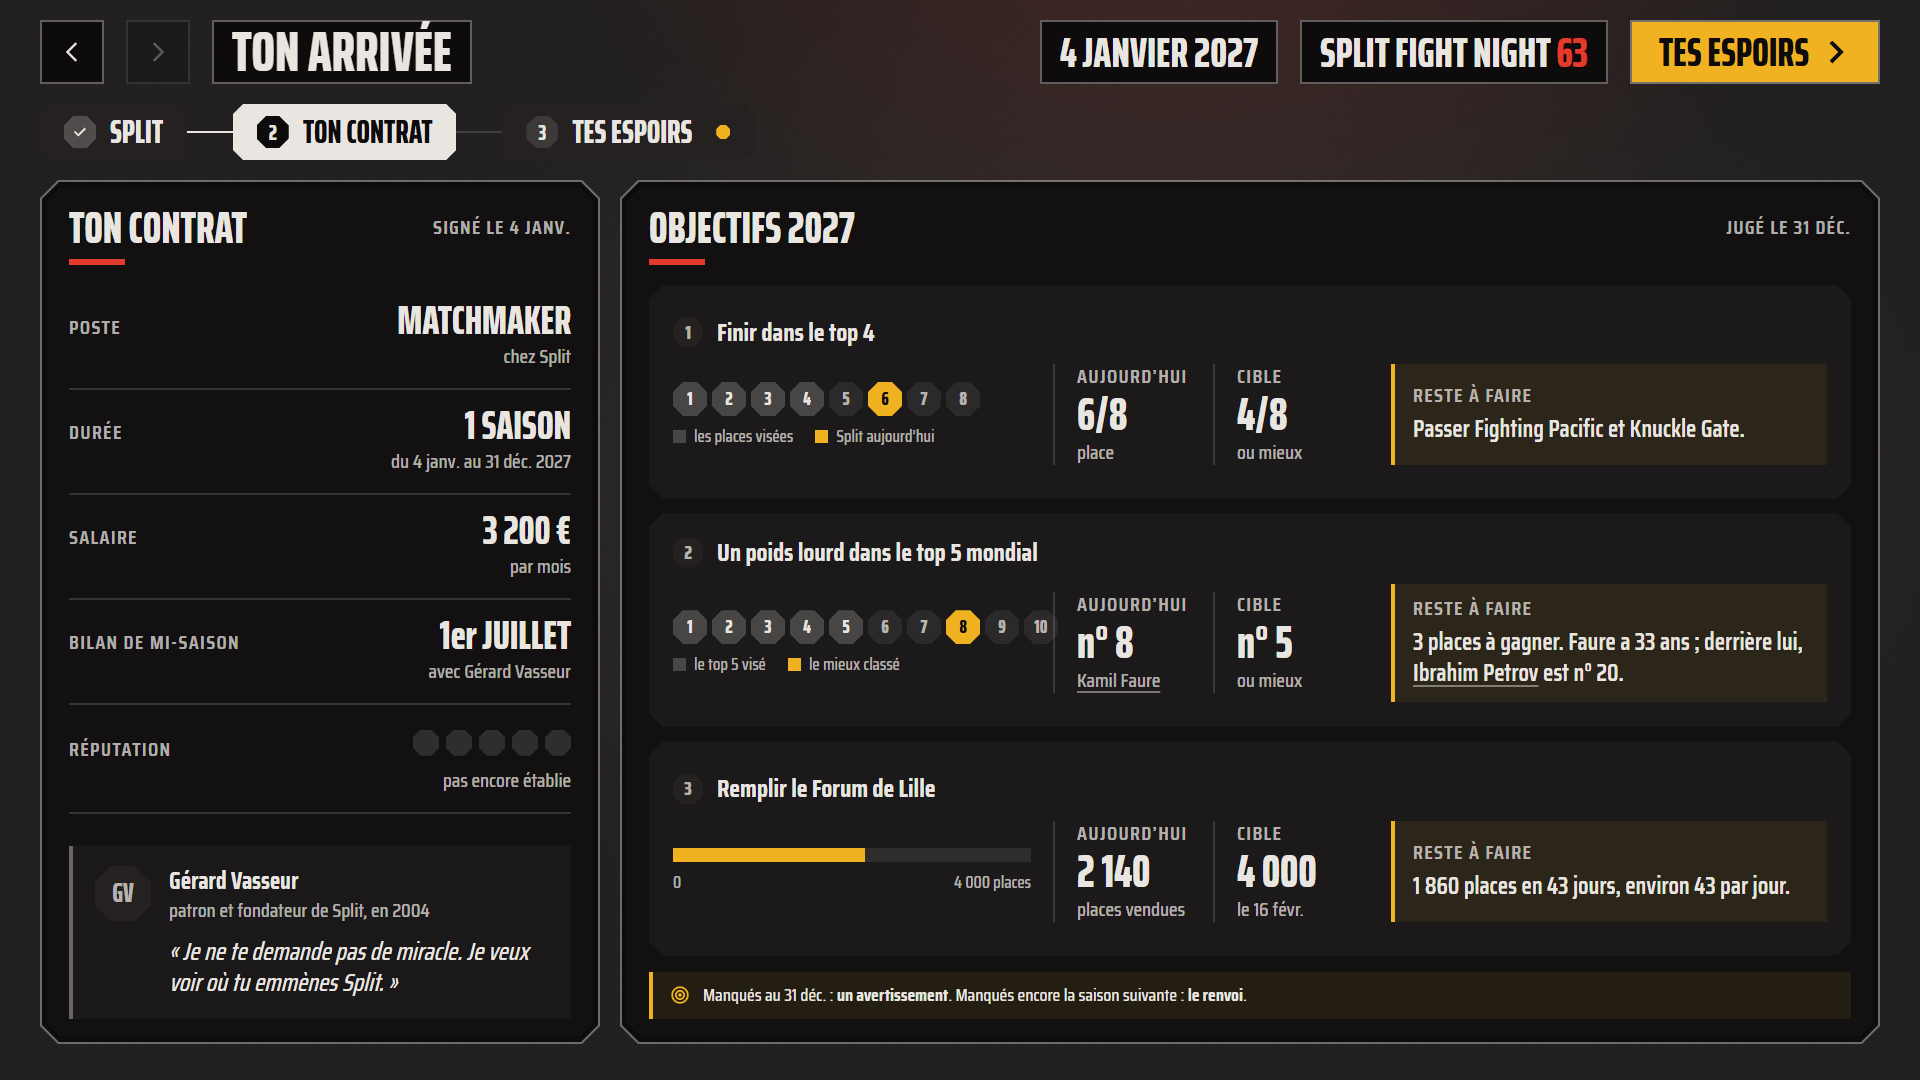 TON ARRIVÉE
4 JANVIER 2027
SPLIT FIGHT NIGHT 63
TES ESPOIRS
SPLIT
2 TON CONTRAT
3 TES ESPOIRS
TON CONTRAT
SIGNÉ LE 4 JANV.
POSTE
MATCHMAKER
chez Split
DURÉE
1 SAISON
du 4 janv. au 31 déc. 2027
SALAIRE
3 200 €
par mois
BILAN DE MI-SAISON
1er JUILLET
avec Gérard Vasseur
RÉPUTATION
pas encore établie
GV
Gérard Vasseur
patron et fondateur de Split, en 2004
« Je ne te demande pas de miracle. Je veux
voir où tu emmènes Split. »
OBJECTIFS 2027
JUGÉ LE 31 DÉC.
1 Finir dans le top 4
1 2 3 4 5 6 7 8
les places visées
Split aujourd'hui
AUJOURD'HUI
6/8
place
CIBLE
4/8
ou mieux
RESTE À FAIRE
Passer Fighting Pacific et Knuckle Gate.
2 Un poids lourd dans le top 5 mondial
1 2 3 4 5 6 7 8 9 10
le top 5 visé
le mieux classé
AUJOURD'HUI
n° 8
Kamil Faure
CIBLE
n° 5
ou mieux
RESTE À FAIRE
3 places à gagner. Faure a 33 ans ; derrière lui,
Ibrahim Petrov est n° 20.
3 Remplir le Forum de Lille
0
4 000 places
AUJOURD'HUI
2 140
places vendues
CIBLE
4 000
le 16 févr.
RESTE À FAIRE
1 860 places en 43 jours, environ 43 par jour.
Manqués au 31 déc. : un avertissement. Manqués encore la saison suivante : le renvoi.